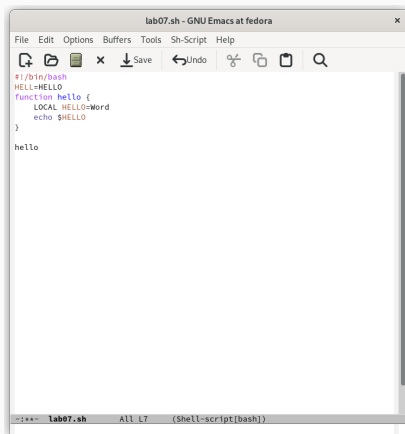 lab07.sh - GNU Emacs at fedora
File Edit Options Buffers Tools Sh-Script Help
Save Undo
#!/bin/bash
HELL=HELLO
function hello {
    LOCAL HELLO=Word
    echo $HELLO
}
hello
-:**- lab07.sh All L7 (Shell-script[bash])